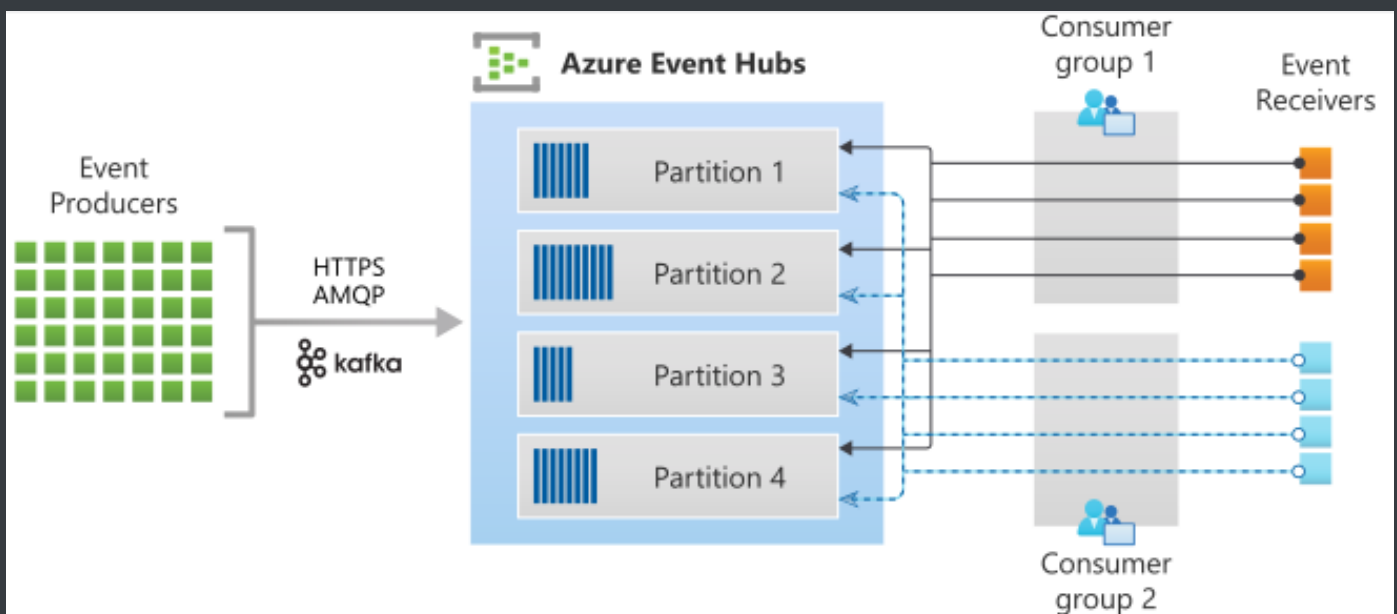 Azure Event Hubs
Consumer
group 1
Event
Receivers
Event
Producers
HTTPS
AMQP
kafka
Partition 1
Partition 2
Partition 3
Partition 4
Consumer
group 2